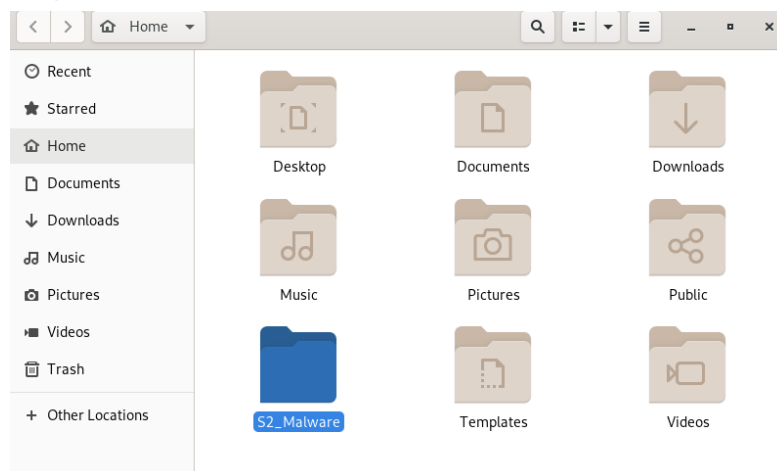 Home
Recent
Starred
Home
Documents
Downloads
Music
Pictures
Videos
Trash
Other Locations
Desktop
Documents
Downloads
Music
Pictures
Public
S2_Malware
Templates
Videos